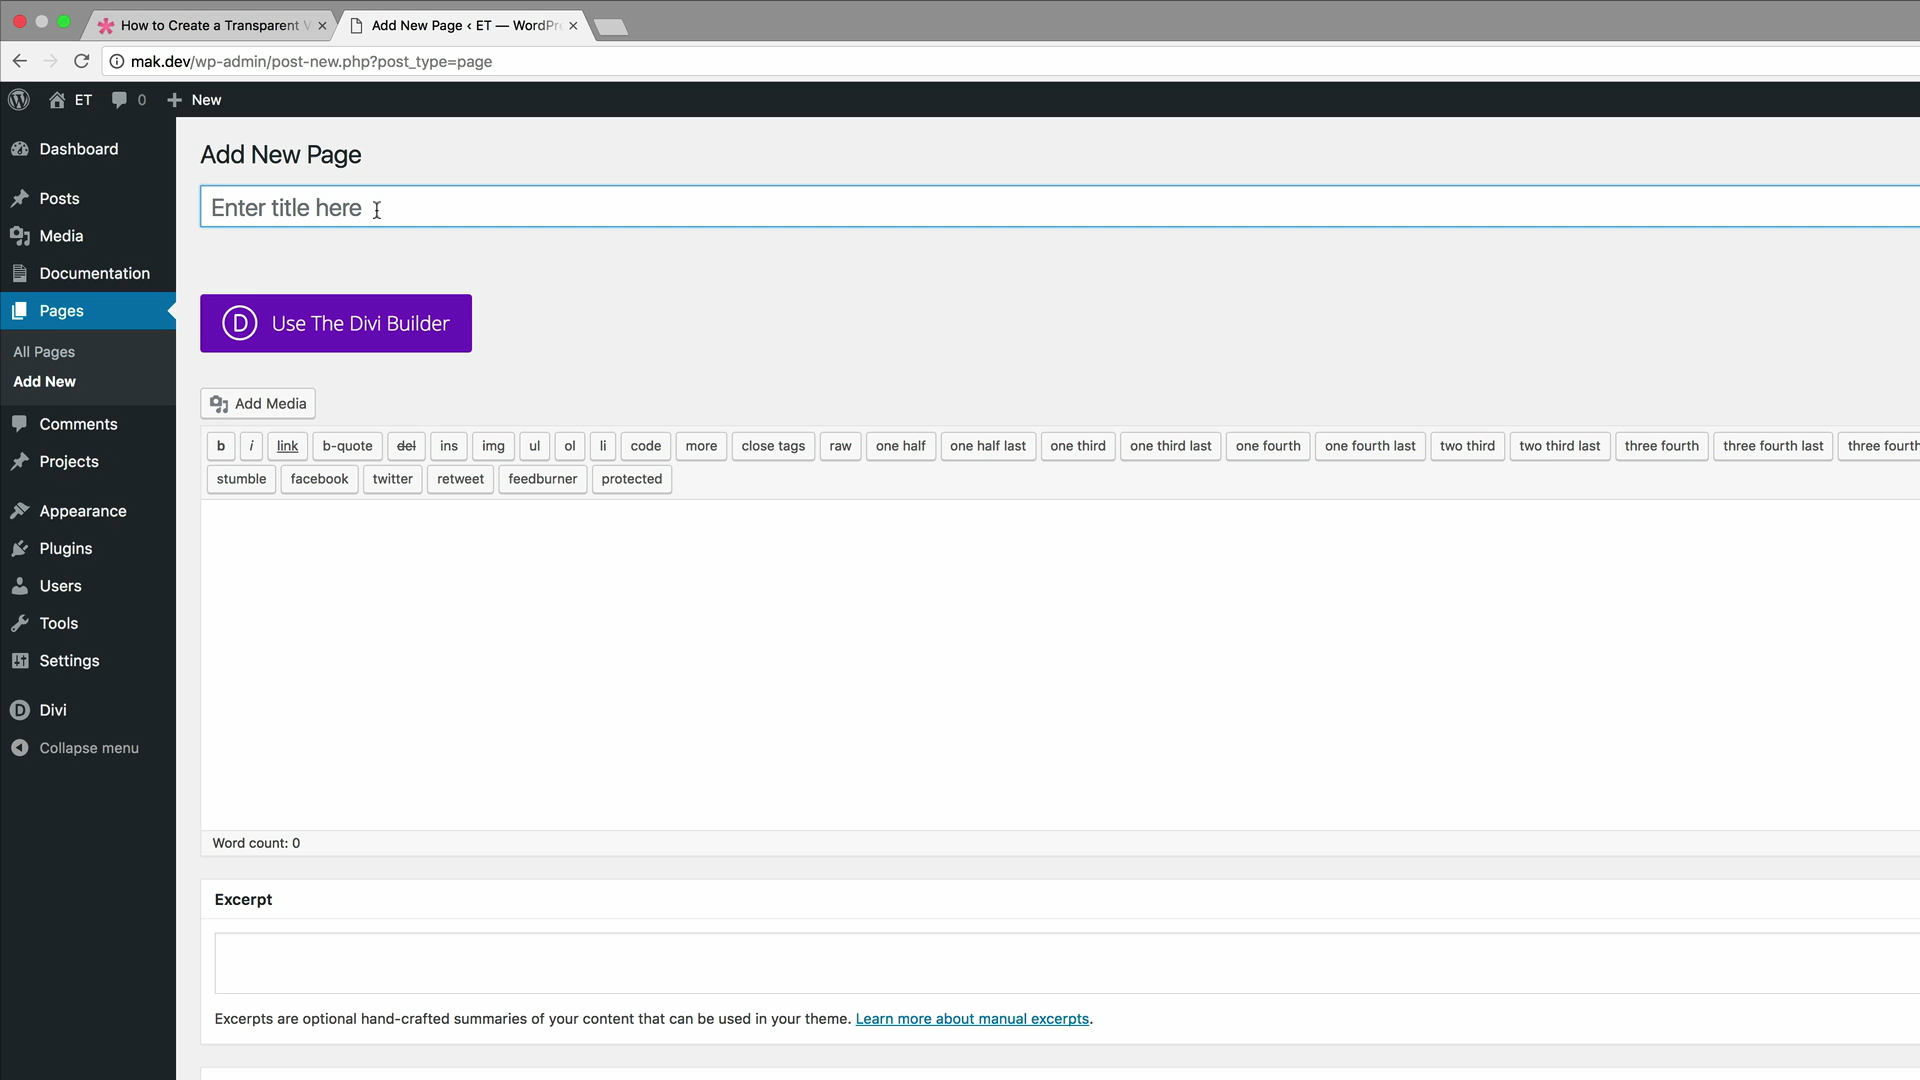 How to Create a Transparent V
Add New Page ‹ ET — WordPre
mak.dev/wp-admin/post-new.php?post_type=page
ET 0 New
Dashboard
Posts
Media
Documentation
Pages
All Pages
Add New
Comments
Projects
Appearance
Plugins
Users
Tools
Settings
Divi
Collapse menu
Add New Page
Enter title here
D Use The Divi Builder
Add Media
b i link b-quote del ins img ul ol li code more close tags raw one half one half last one third one third last one fourth one fourth last two third two third last three fourth three fourth last three fourth
stumble facebook twitter retweet feedburner protected
Word count: 0
Excerpt
Excerpts are optional hand-crafted summaries of your content that can be used in your theme. Learn more about manual excerpts.